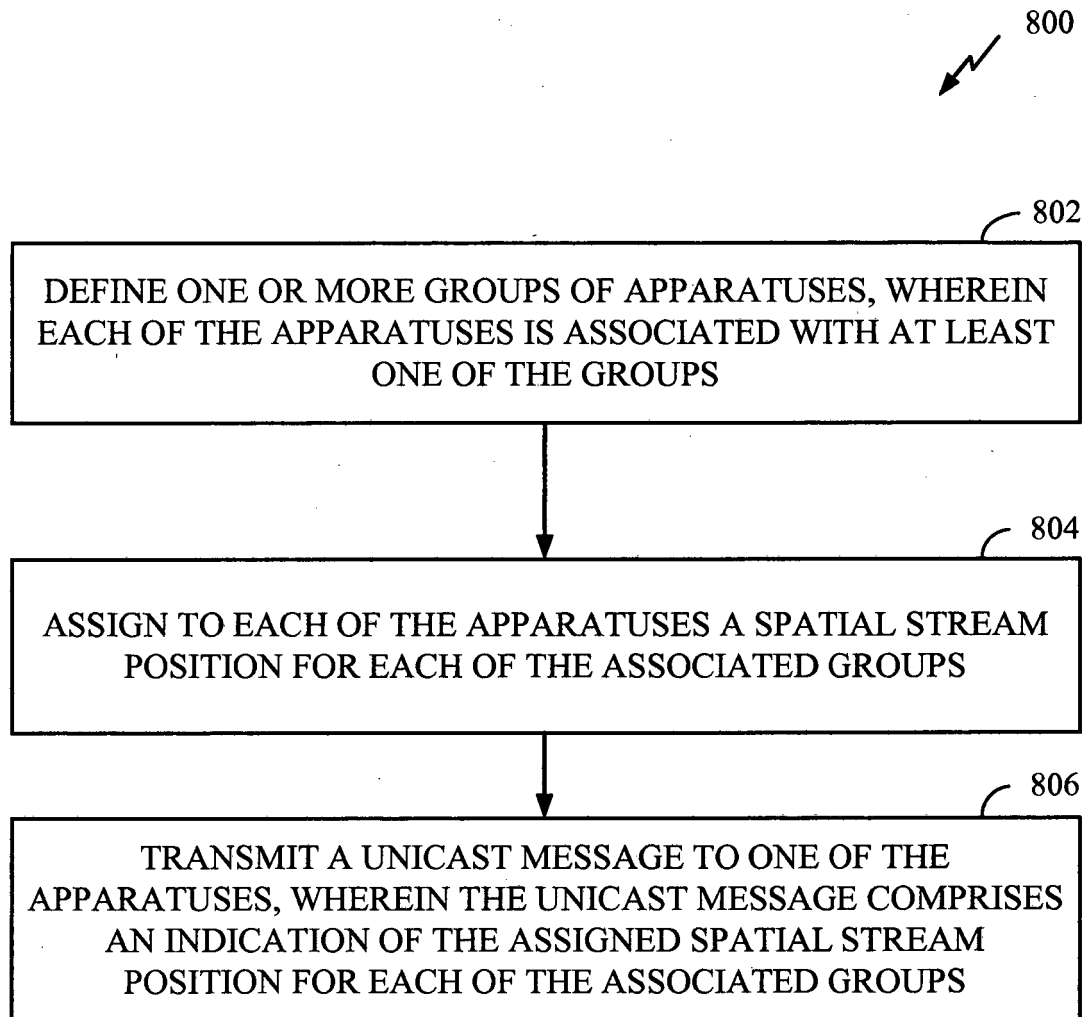 800
802
DEFINE ONE OR MORE GROUPS OF APPARATUSES, WHEREIN
EACH OF THE APPARATUSES IS ASSOCIATED WITH AT LEAST
ONE OF THE GROUPS
804
ASSIGN TO EACH OF THE APPARATUSES A SPATIAL STREAM
POSITION FOR EACH OF THE ASSOCIATED GROUPS
806
TRANSMIT A UNICAST MESSAGE TO ONE OF THE
APPARATUSES, WHEREIN THE UNICAST MESSAGE COMPRISES
AN INDICATION OF THE ASSIGNED SPATIAL STREAM
POSITION FOR EACH OF THE ASSOCIATED GROUPS